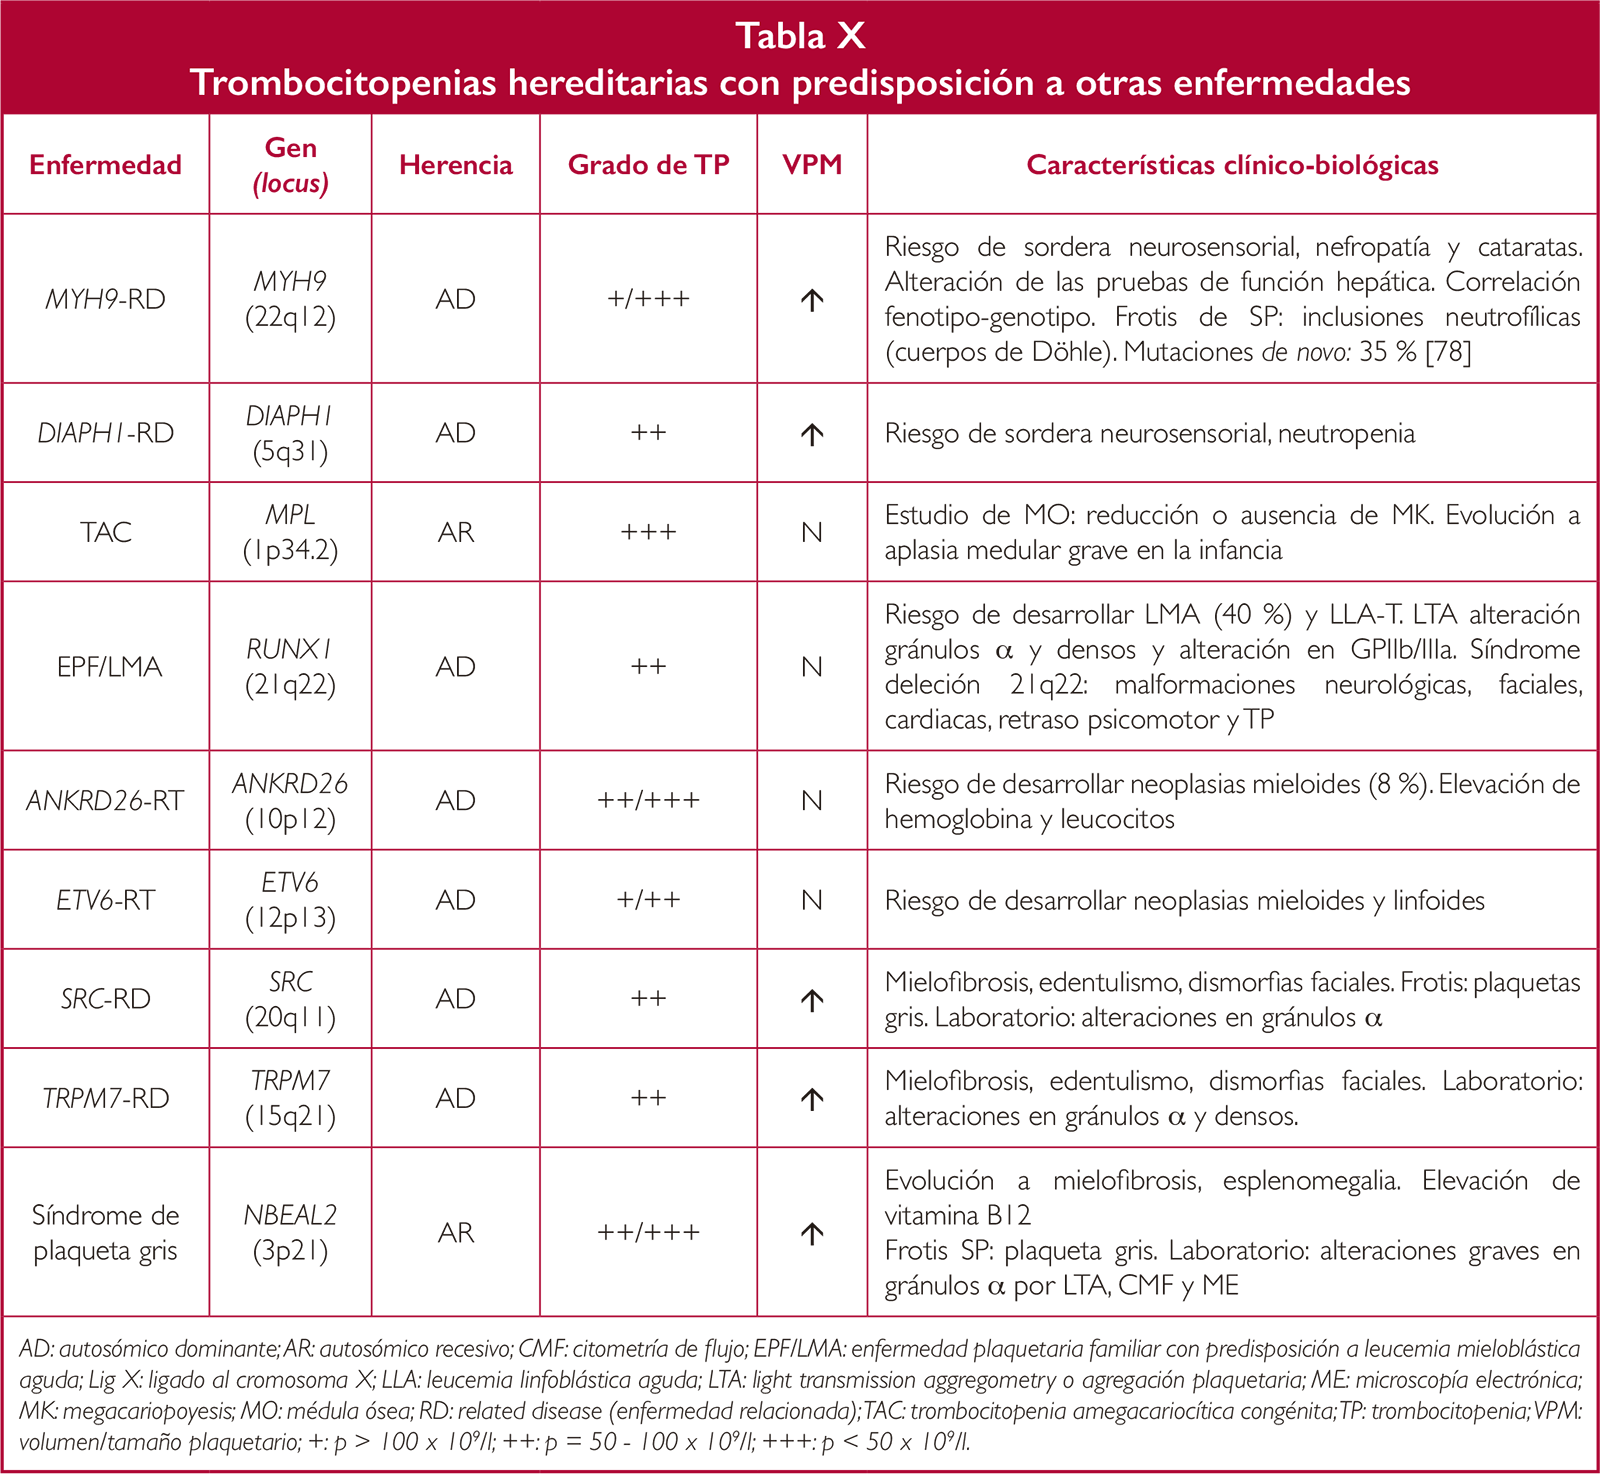 Tabla X
Trombocitopenias hereditarias con predisposición a otras enfermedades
Enfermedad
Gen
(locus)
Herencia
Grado de TP
VPM
Características clínico-biológicas
MYH9-RD
MYH9
(22q12)
AD
+/+++
↑
Riesgo de sordera neurosensorial, nefropatía y cataratas.
Alteración de las pruebas de función hepática. Correlación
fenotipo-genotipo. Frotis de SP: inclusiones neutrofílicas
(cuerpos de Döhle). Mutaciones de novo: 35 % [78]
DIAPH1-RD
DIAPH1
(5q31)
AD
++
↑
Riesgo de sordera neurosensorial, neutropenia
TAC
MPL
(1p34.2)
AR
+++
N
Estudio de MO: reducción o ausencia de MK. Evolución a
aplasia medular grave en la infancia
EPF/LMA
RUNX1
(21q22)
AD
++
N
Riesgo de desarrollar LMA (40 %) y LLA-T. LTA alteración
gránulos α y densos y alteración en GPIIb/IIIa. Síndrome
deleción 21q22: malformaciones neurológicas, faciales,
cardiacas, retraso psicomotor y TP
ANKRD26-RT
ANKRD26
(10p12)
AD
++/+++
N
Riesgo de desarrollar neoplasias mieloides (8 %). Elevación de
hemoglobina y leucocitos
ETV6-RT
ETV6
(12p13)
AD
+/++
N
Riesgo de desarrollar neoplasias mieloides y linfoides
SRC-RD
SRC
(20q11)
AD
++
↑
Mielofibrosis, edentulismo, dismorfias faciales. Frotis: plaquetas
gris. Laboratorio: alteraciones en gránulos α
TRPM7-RD
TRPM7
(15q21)
AD
++
↑
Mielofibrosis, edentulismo, dismorfias faciales. Laboratorio:
alteraciones en gránulos α y densos.
Síndrome de
plaqueta gris
NBEAL2
(3p21)
AR
++/+++
↑
Evolución a mielofibrosis, esplenomegalia. Elevación de
vitamina B12
Frotis SP: plaqueta gris. Laboratorio: alteraciones graves en
gránulos α por LTA, CMF y ME
AD: autosómico dominante; AR: autosómico recesivo; CMF: citometría de flujo; EPF/LMA: enfermedad plaquetaria familiar con predisposición a leucemia mieloblástica
aguda; Lig X: ligado al cromosoma X; LLA: leucemia linfoblástica aguda; LTA: light transmission aggregometry o agregación plaquetaria; ME: microscopía electrónica;
MK: megacariopoyesis; MO: médula ósea; RD: related disease (enfermedad relacionada); TAC: trombocitopenia amegacariocítica congénita; TP: trombocitopenia; VPM:
volumen/tamaño plaquetario; +: p > 100 x 10⁹/l; ++: p = 50 - 100 x 10⁹/l; +++: p < 50 x 10⁹/l.